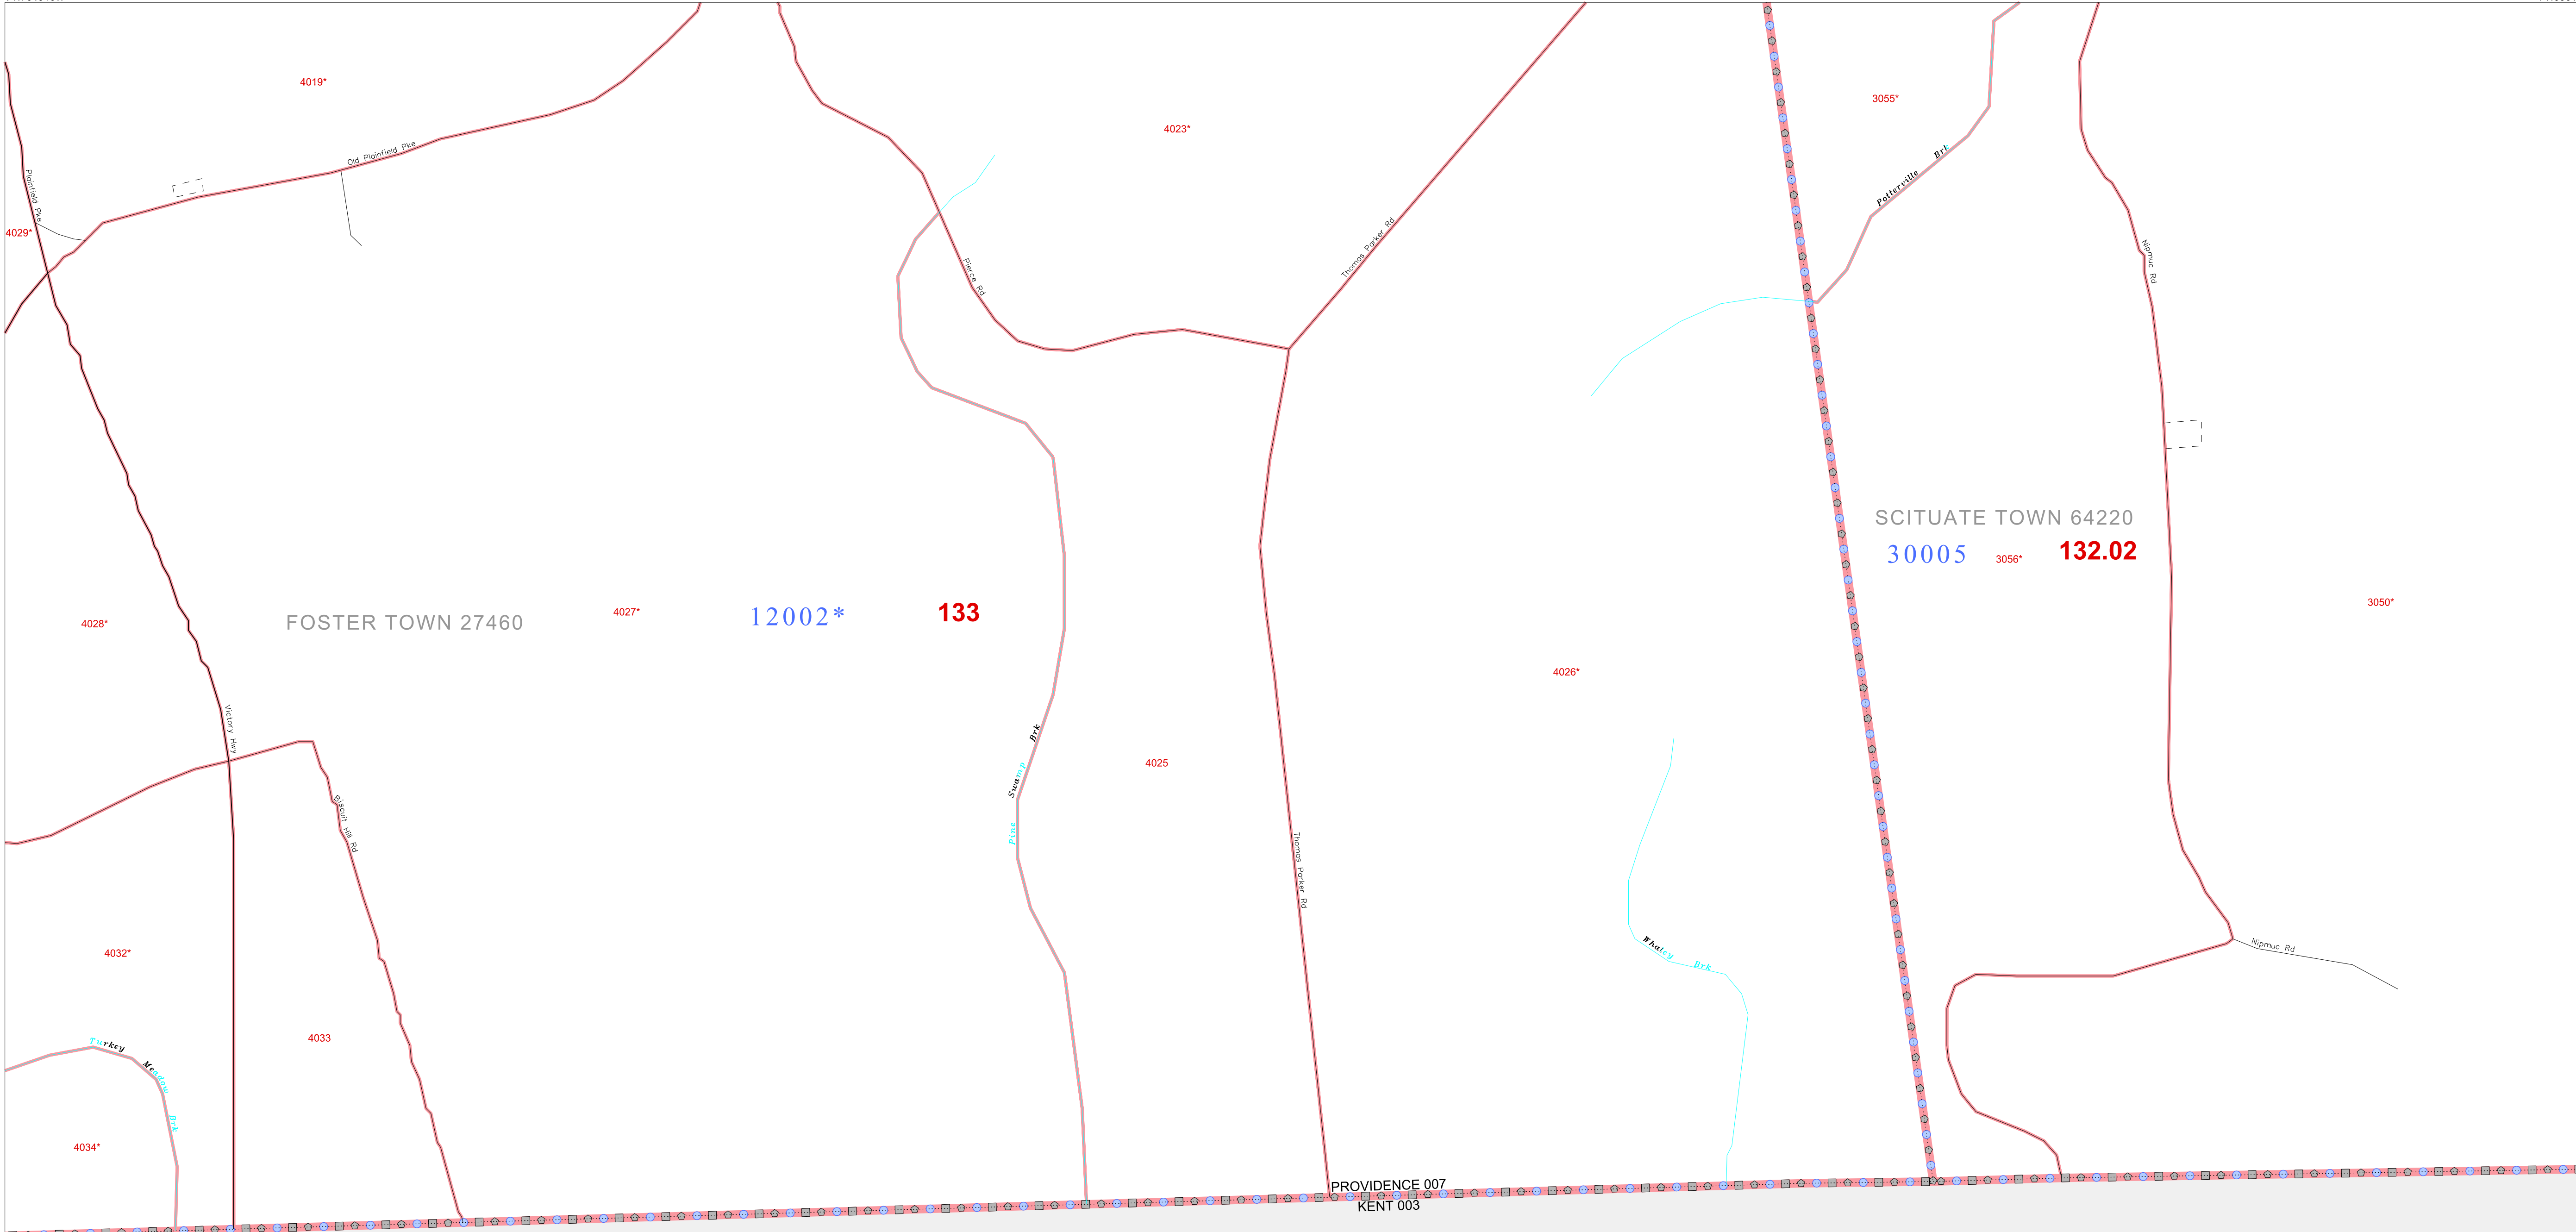 4019*
3055*
4023*
Old Plainfield Pke
Potterville Brk
Plainfield Pke
4029*
Thomas Parker Rd
Pierce Rd
Nipmuc Rd
SCITUATE TOWN 64220
30005
3056*
132.02
3050*
FOSTER TOWN 27460
4027*
12002*
133
4028*
4026*
Victory Hwy
Pine Swamp Brk
4025
Biscuit Hill Rd
Thomas Parker Rd
Whaley Brk
Nipmuc Rd
4032*
4033
Turkey Meadow Brk
4034*
PROVIDENCE 007
KENT 003